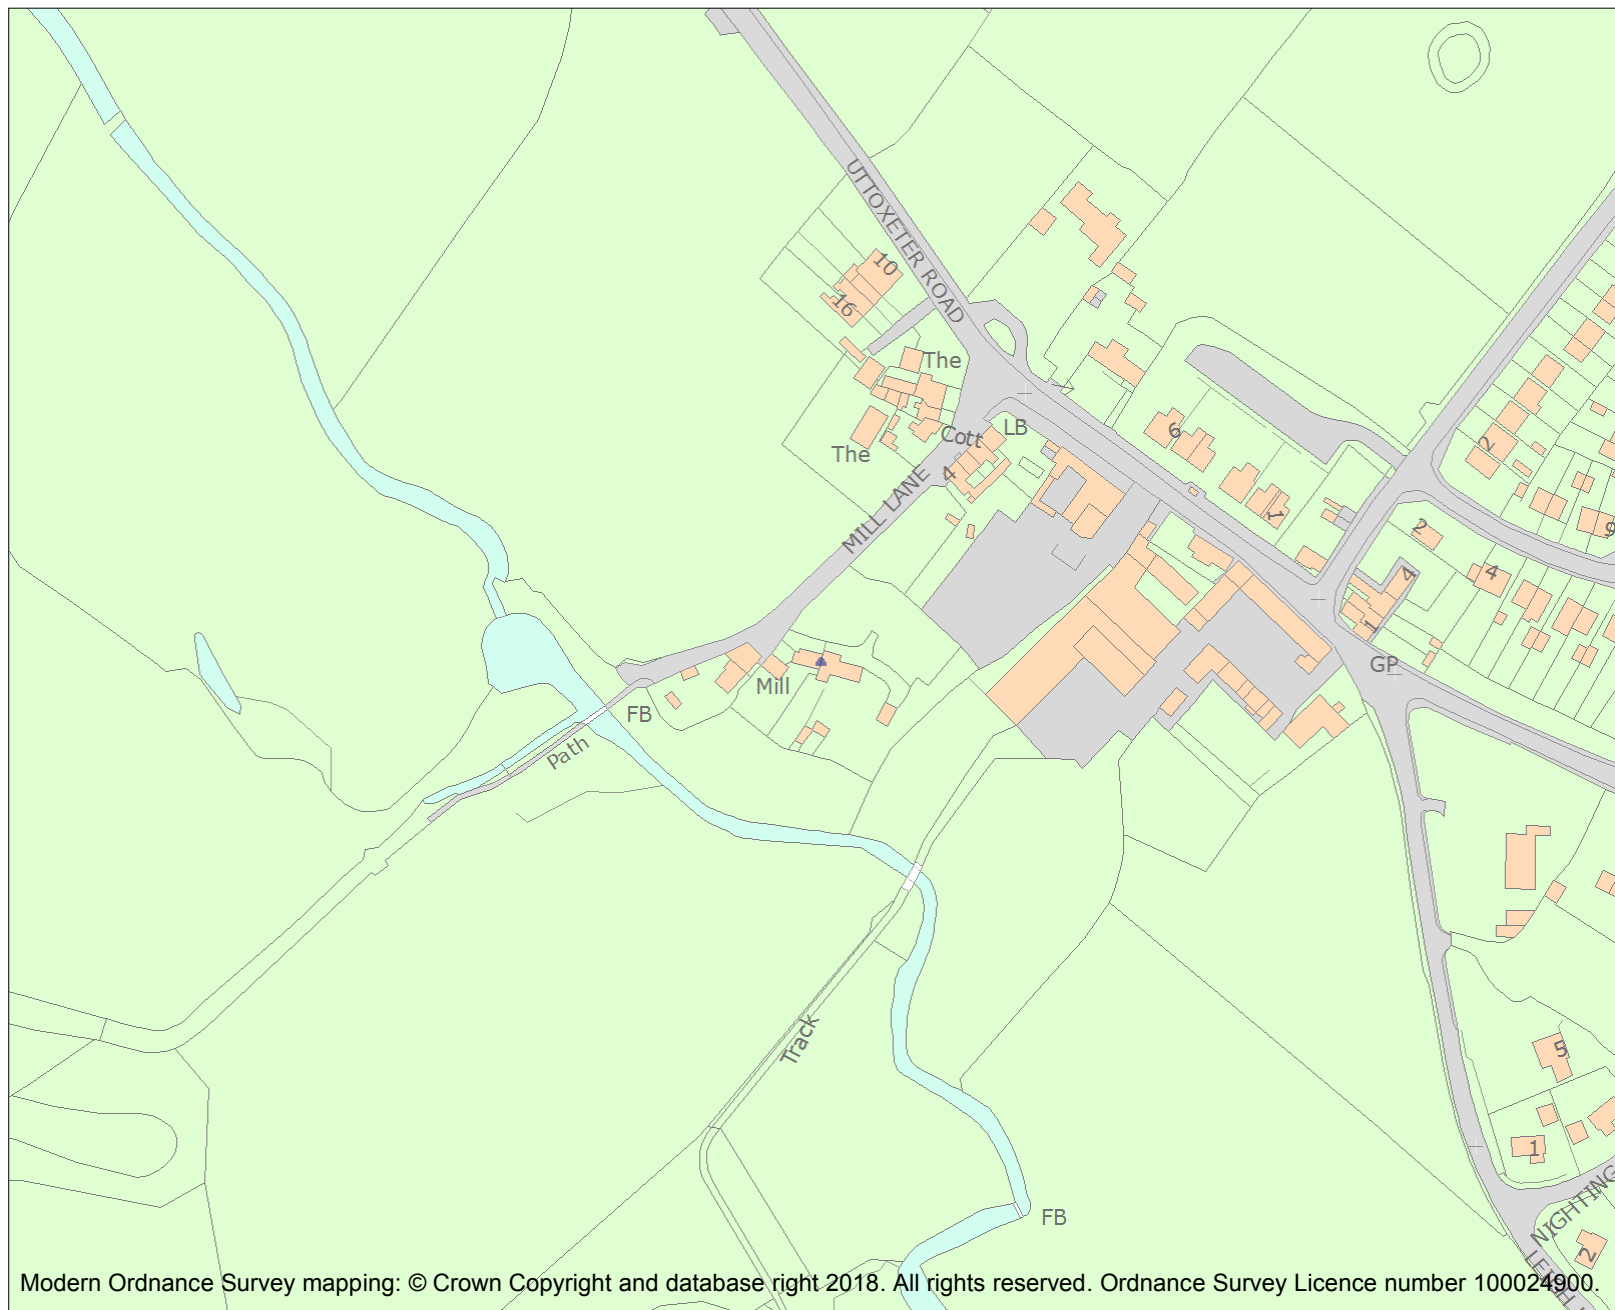 UTTOXETER ROAD
10
16
The
7
LB
Cott
The
4
MILL LANE
6
1
2
2
9
4
4
1
GP
Mill
FB
Path
Track
5
1
FB
NIGHTING
2
Modern Ordnance Survey mapping: © Crown Copyright and database right 2018. All rights reserved. Ordnance Survey Licence number 100024900.